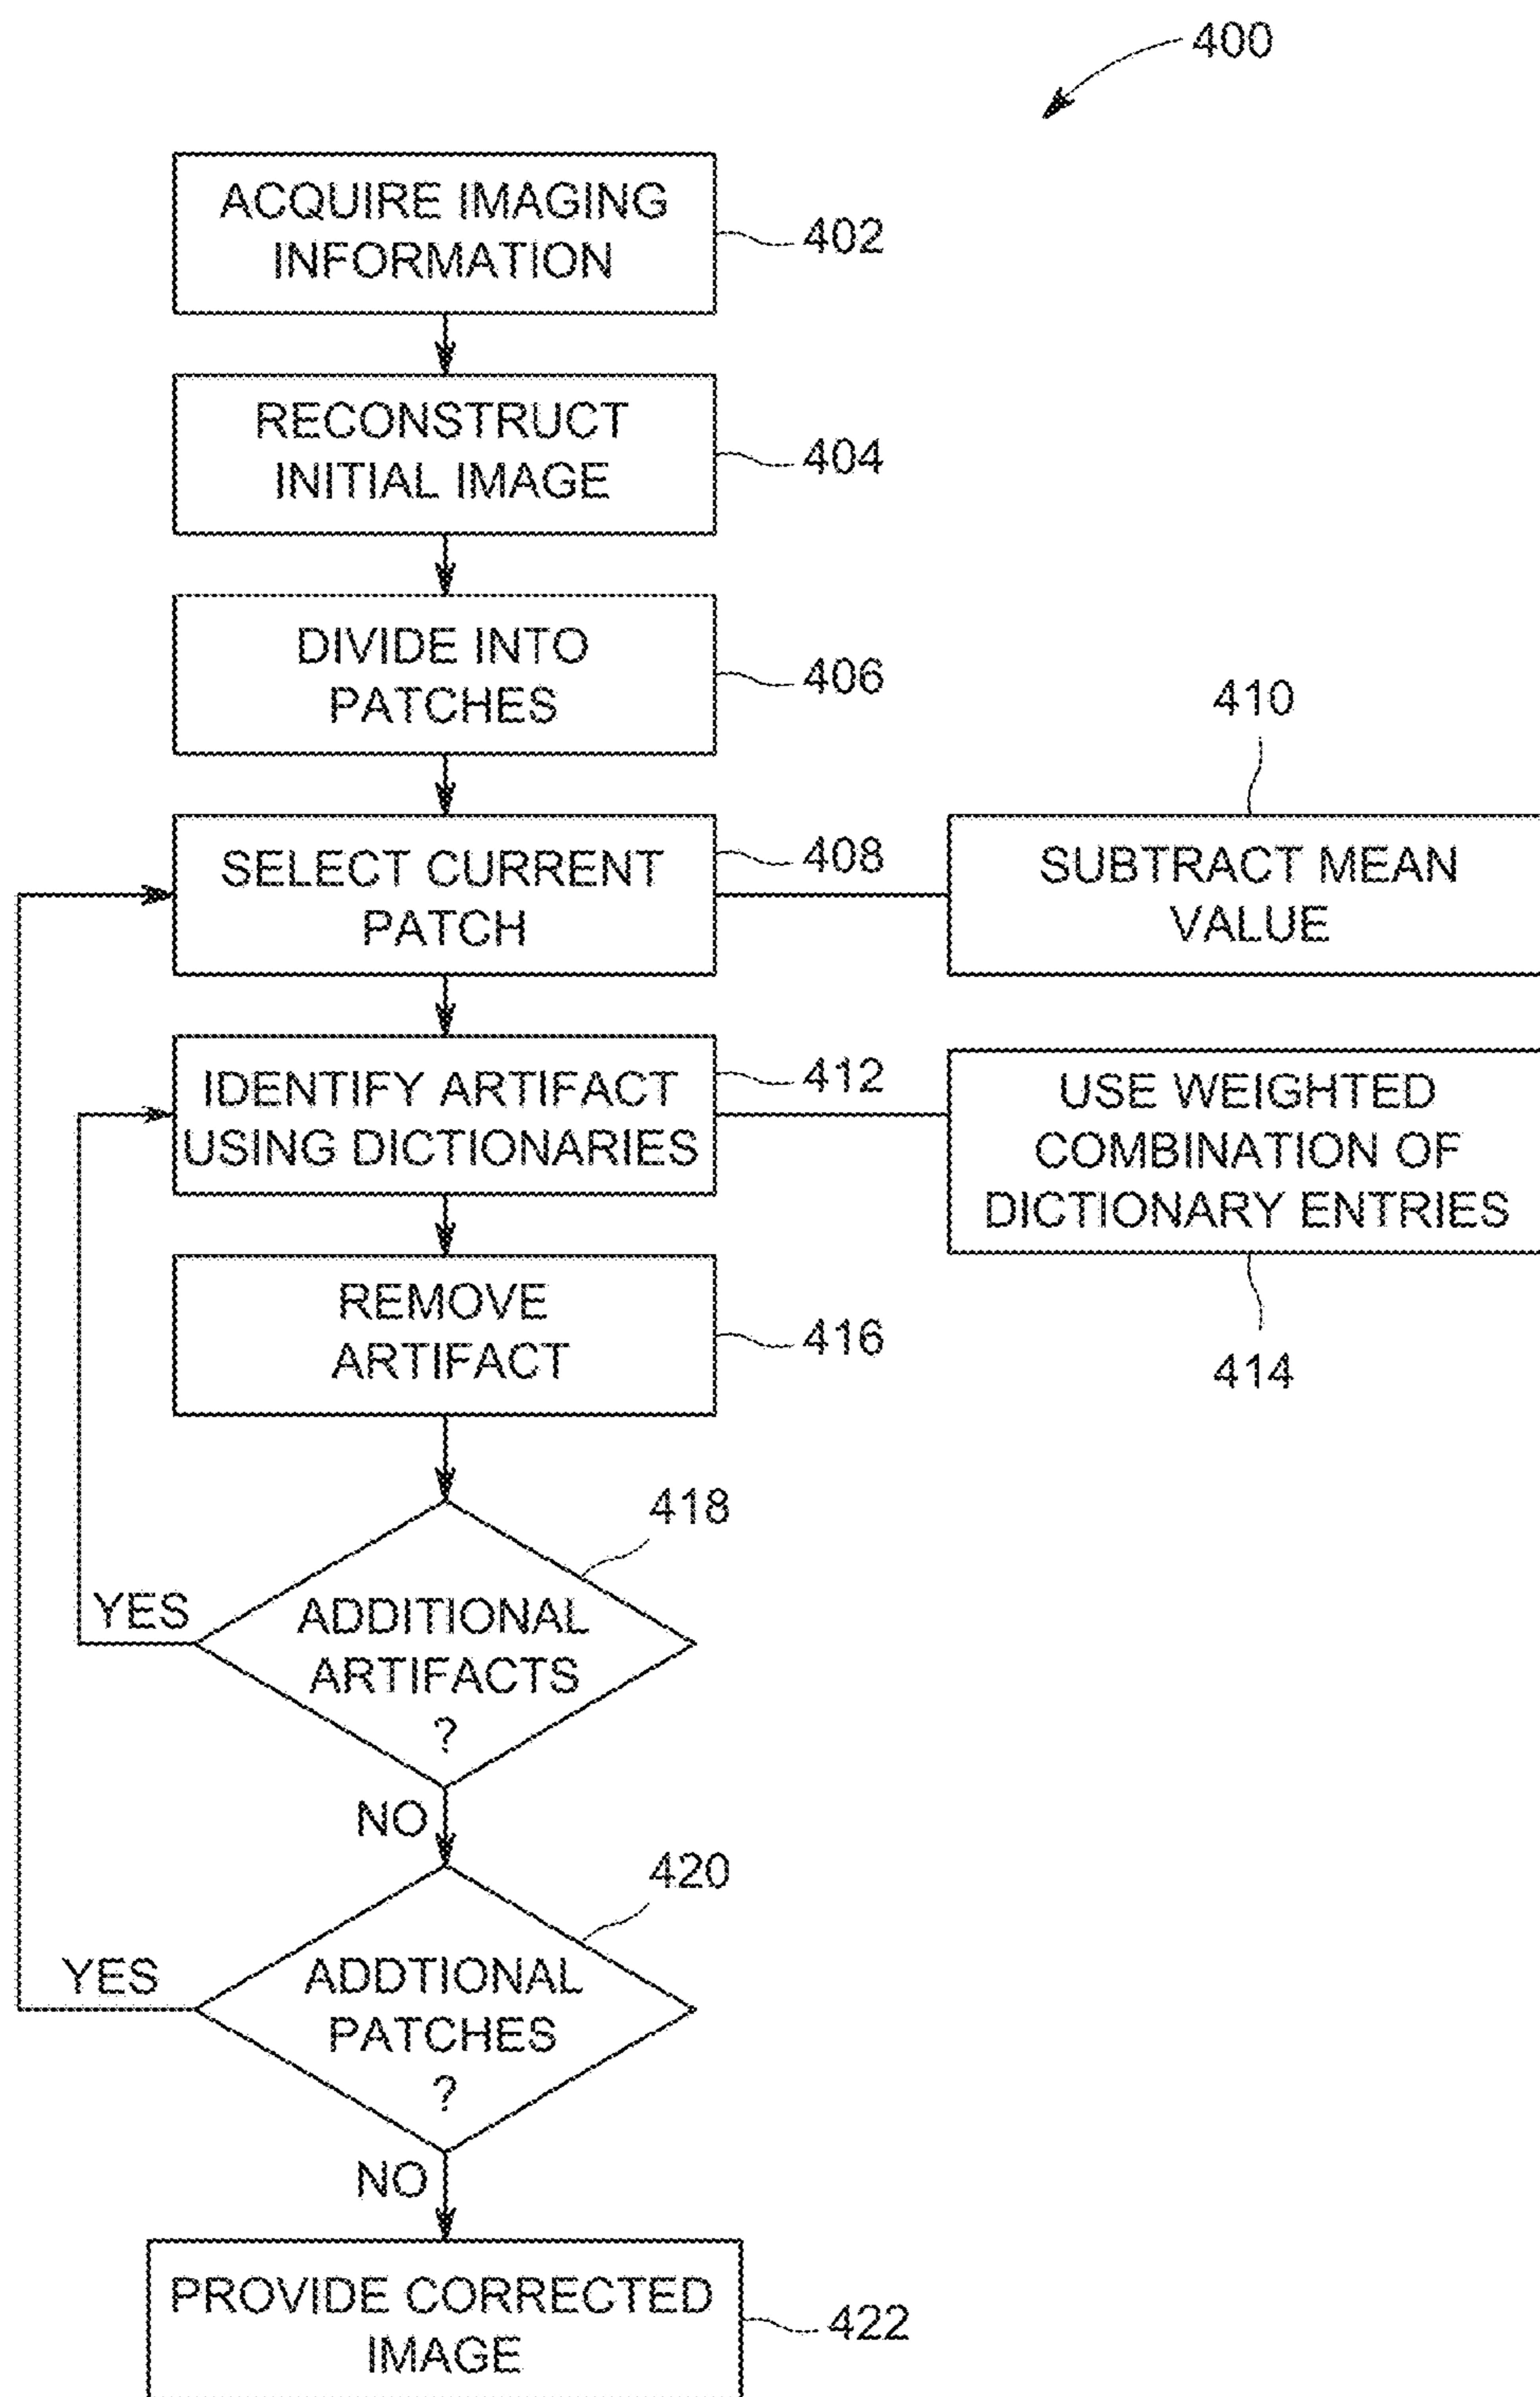 400
ACQUIRE IMAGING
INFORMATION
402
RECONSTRUCT
INITIAL IMAGE
404
DIVIDE INTO
PATCHES
406
SELECT CURRENT
PATCH
408
410
SUBTRACT MEAN
VALUE
IDENTIFY ARTIFACT
USING DICTIONARIES
412
USE WEIGHTED
COMBINATION OF
DICTIONARY ENTRIES
414
REMOVE
ARTIFACT
416
418
ADDITIONAL
ARTIFACTS
?
YES
NO
420
ADDTIONAL
PATCHES
?
YES
NO
PROVIDE CORRECTED
IMAGE
422